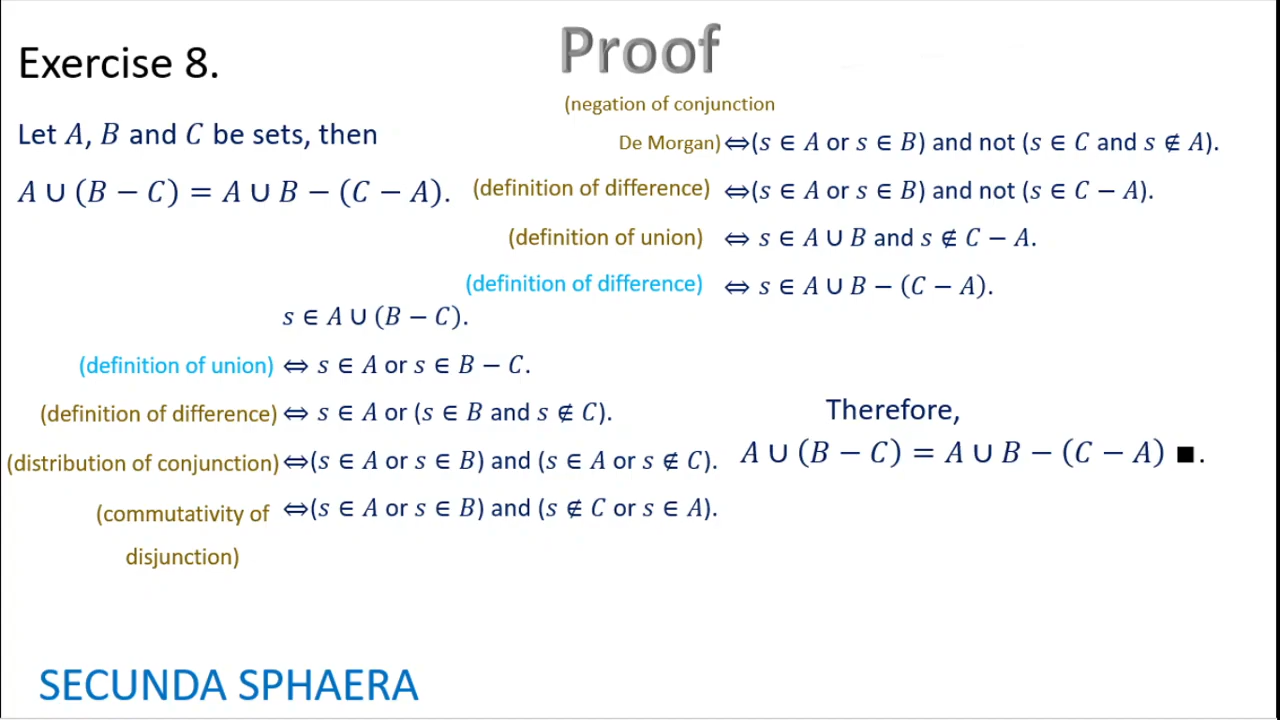 Exercise 8.
Proof
Let A, B and C be sets, then
A ∪ (B − C) = A ∪ B − (C − A).
s ∈ A ∪ (B − C).
(definition of union) ⇔ s ∈ A or s ∈ B − C.
(definition of difference) ⇔ s ∈ A or (s ∈ B and s ∉ C).
(distribution of conjunction) ⇔(s ∈ A or s ∈ B) and (s ∈ A or s ∉ C).
(commutativity of ⇔(s ∈ A or s ∈ B) and (s ∉ C or s ∈ A).
disjunction)
(negation of conjunction
De Morgan) ⇔(s ∈ A or s ∈ B) and not (s ∈ C and s ∉ A).
(definition of difference) ⇔(s ∈ A or s ∈ B) and not (s ∈ C − A).
(definition of union) ⇔ s ∈ A ∪ B and s ∉ C − A.
(definition of difference) ⇔ s ∈ A ∪ B − (C − A).
Therefore,
A ∪ (B − C) = A ∪ B − (C − A) ■.
SECUNDA SPHAERA